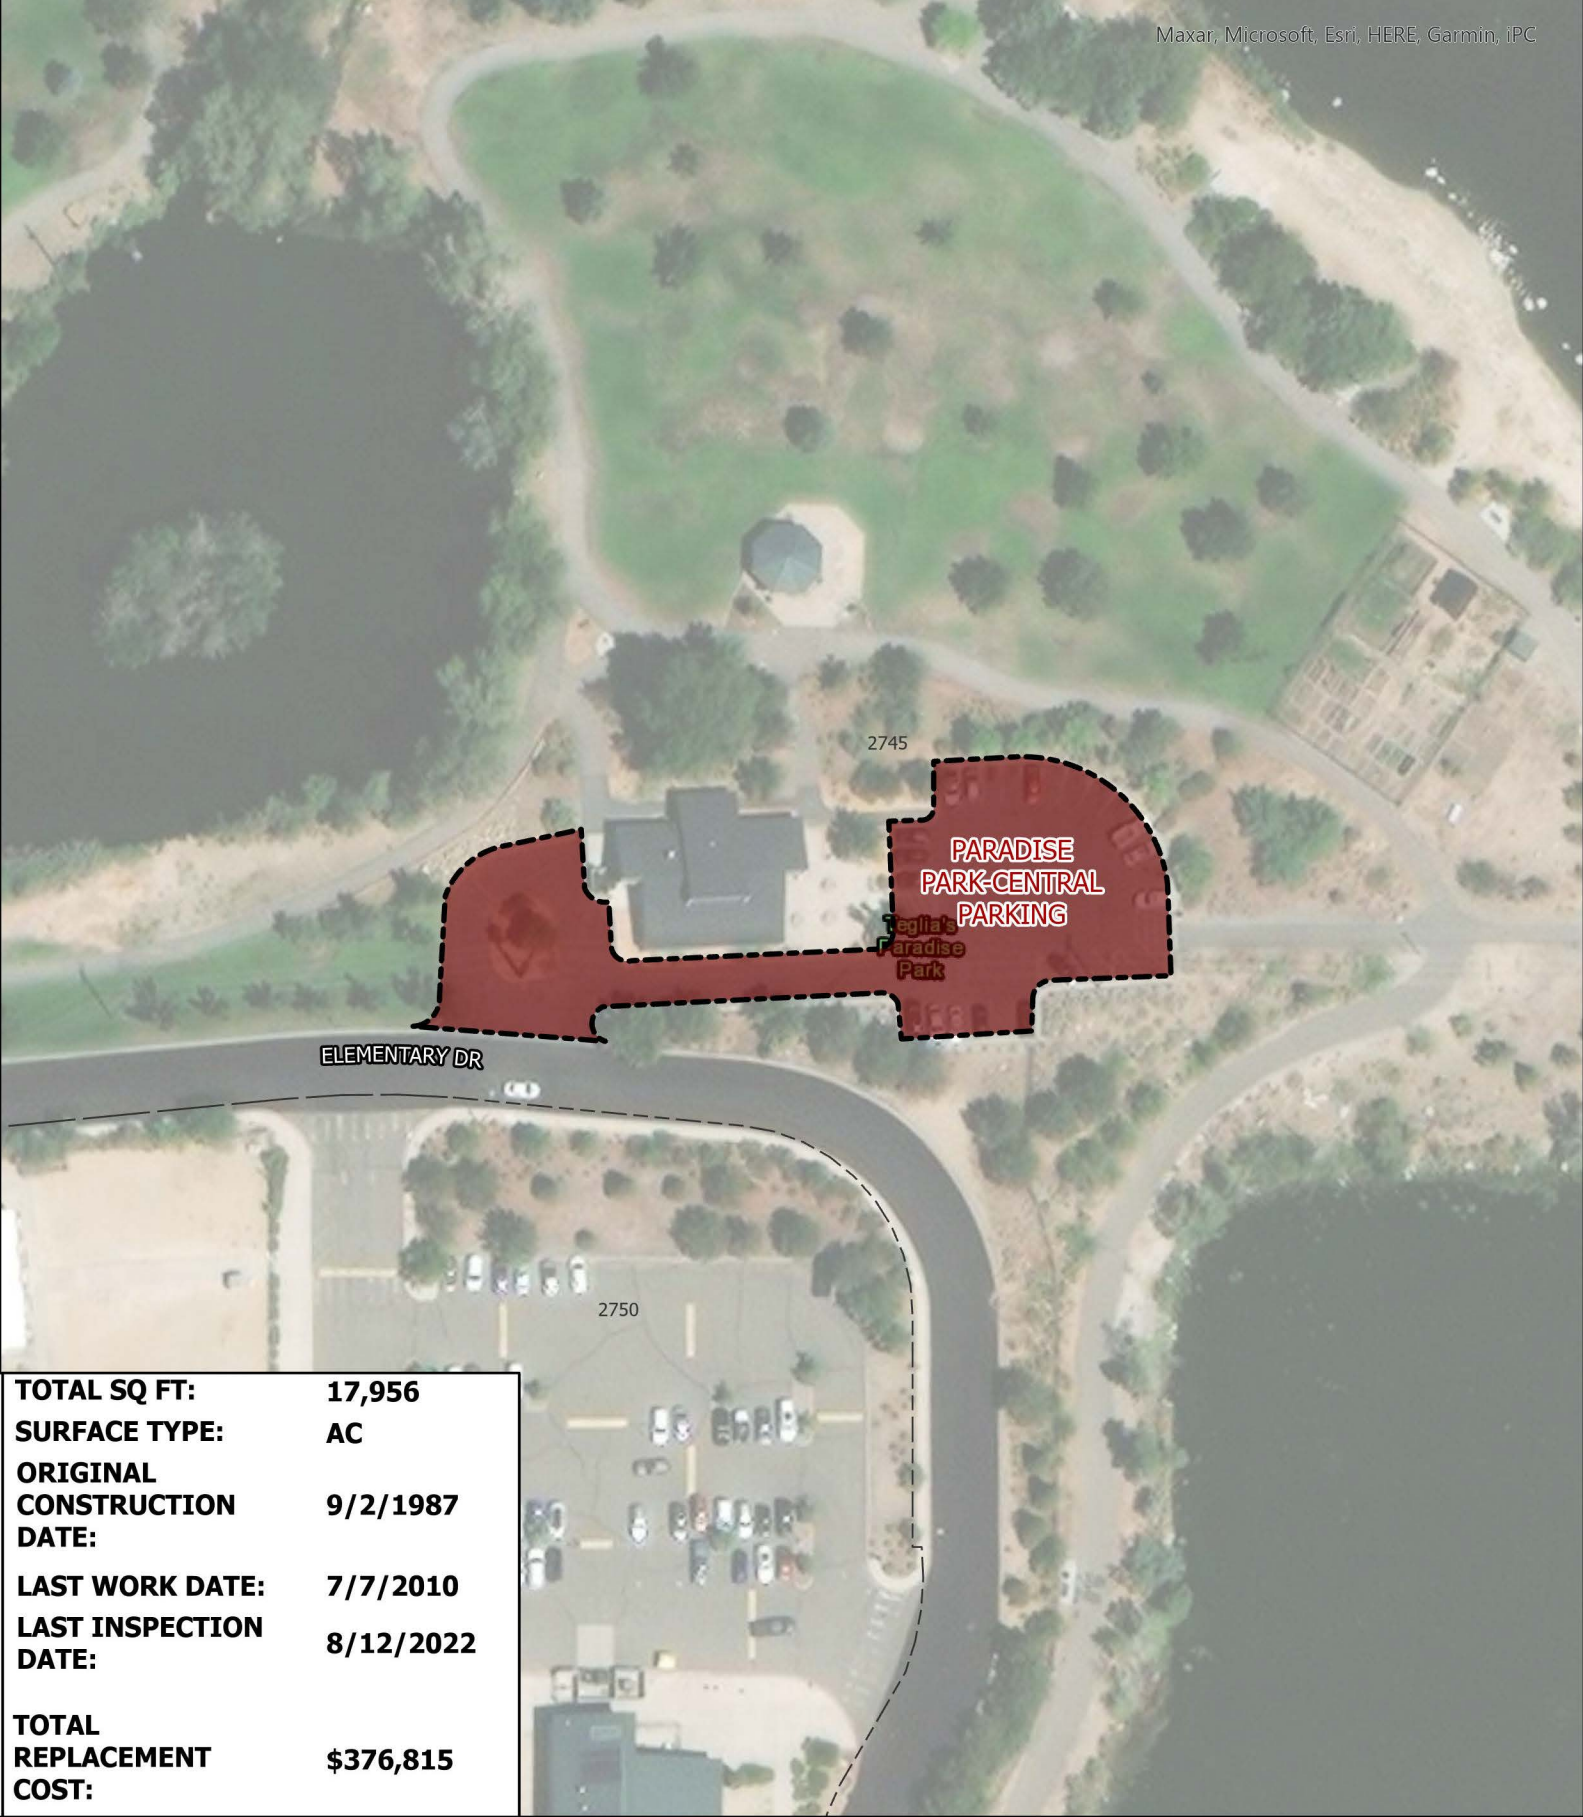 Maxar, Microsoft, Esri, HERE, Garmin, iPC
2745
PARADISE
PARK-CENTRAL
PARKING
Teglia's
Paradise
Park
ELEMENTARY DR
2750
TOTAL SQ FT: 17,956
SURFACE TYPE: AC
ORIGINAL
CONSTRUCTION 9/2/1987
DATE:
LAST WORK DATE: 7/7/2010
LAST INSPECTION
DATE: 8/12/2022
TOTAL
REPLACEMENT $376,815
COST: